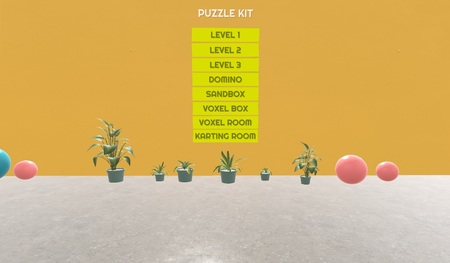 PUZZLE KIT
LEVEL 1
LEVEL 2
LEVEL 3
DOMINO
SANDBOX
VOXEL BOX
VOXEL ROOM
KARTING ROOM